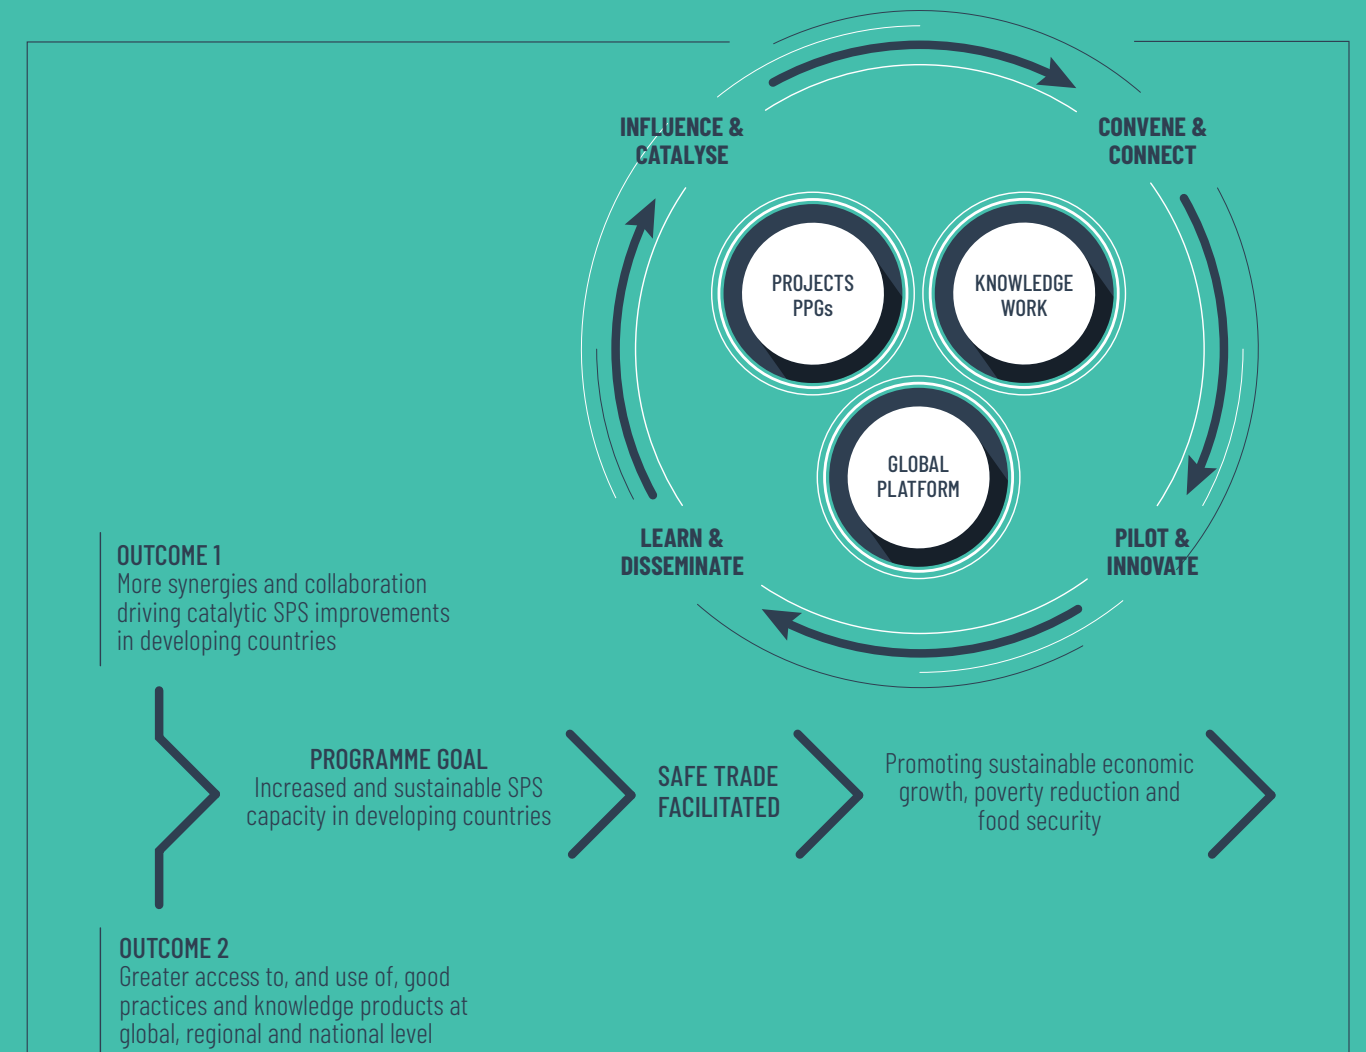 INFLUENCE &
CATALYSE
CONVENE &
CONNECT
PROJECTS
PPGs
KNOWLEDGE
WORK
GLOBAL
PLATFORM
LEARN &
DISSEMINATE
PILOT &
INNOVATE
OUTCOME 1
More synergies and collaboration
driving catalytic SPS improvements
in developing countries
PROGRAMME GOAL
Increased and sustainable SPS
capacity in developing countries
SAFE TRADE
FACILITATED
Promoting sustainable economic
growth, poverty reduction and
food security
OUTCOME 2
Greater access to, and use of, good
practices and knowledge products at
global, regional and national level